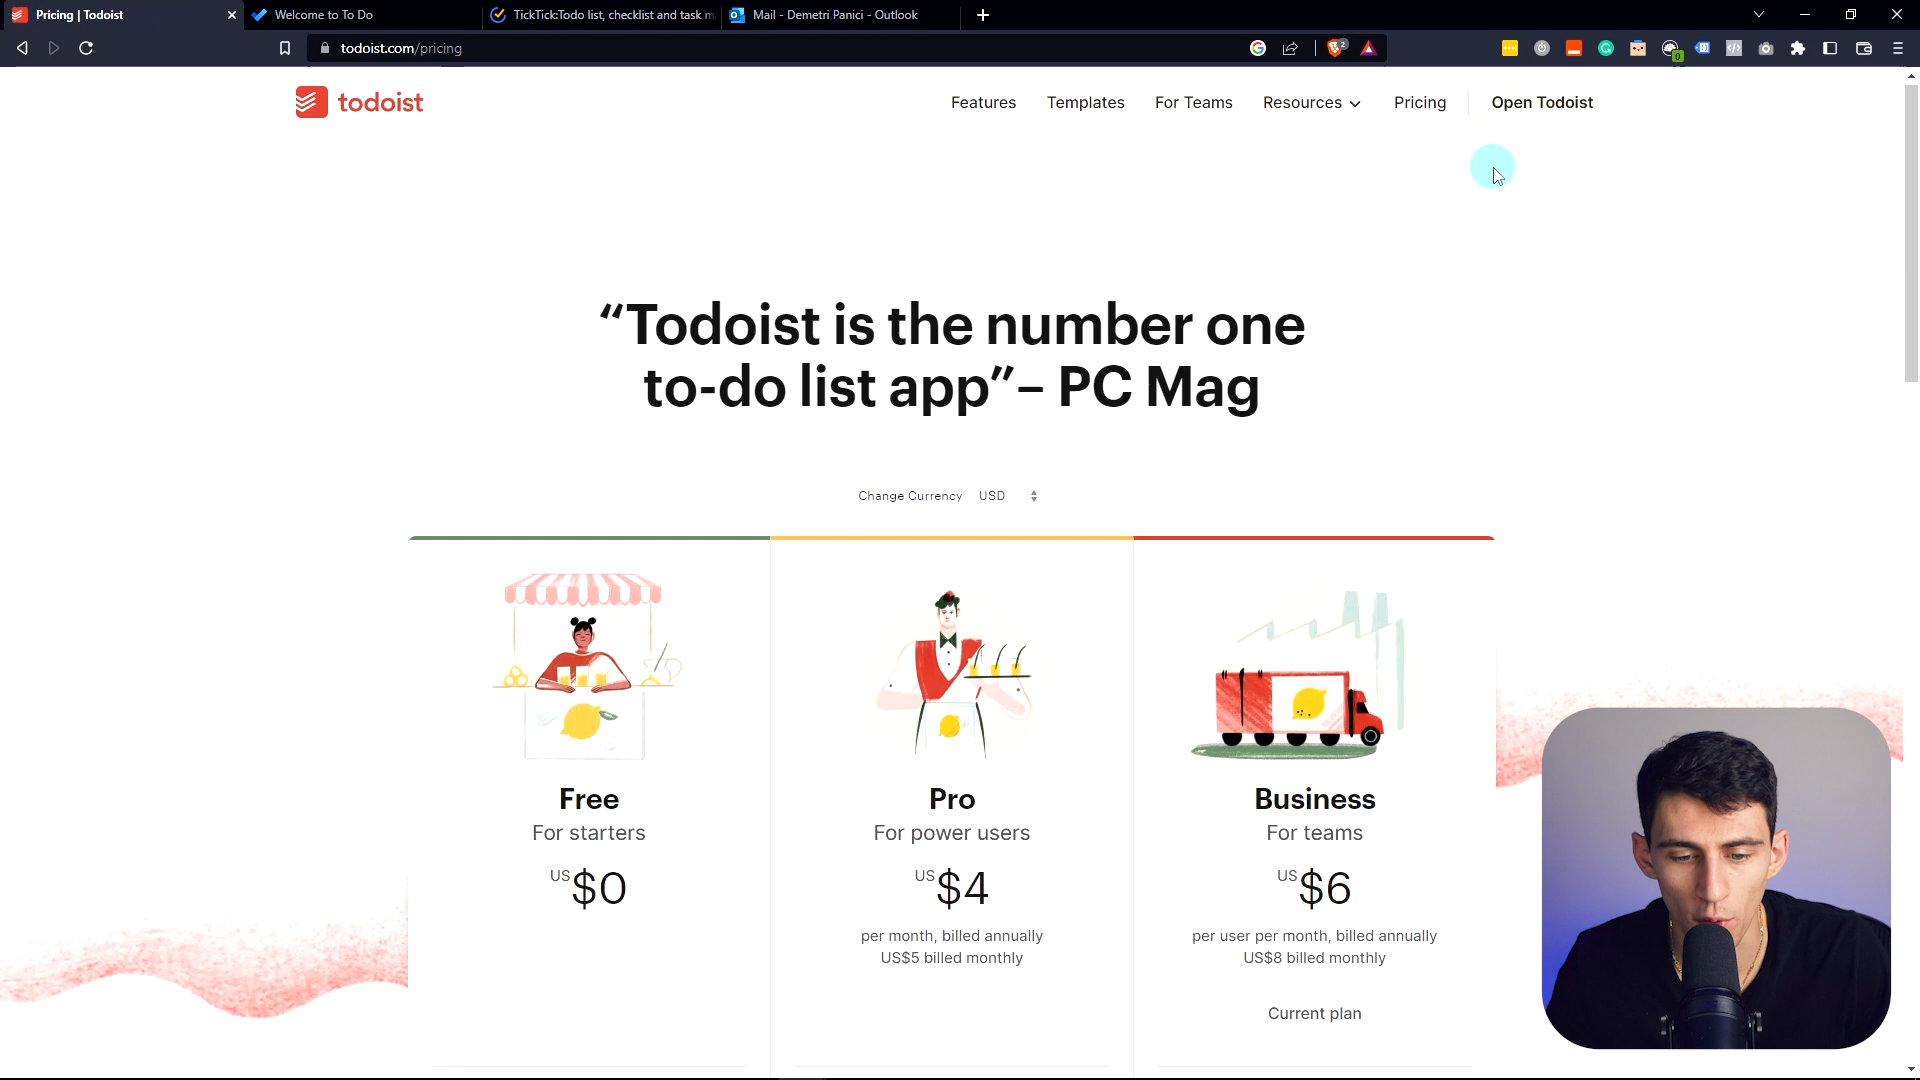 Pricing | Todoist
Welcome to To Do
TickTick:Todo list, checklist and task m
Mail - Demetri Panici - Outlook
todoist.com/pricing
2
0
todoist
Features
Templates
For Teams
Resources
Pricing
Open Todoist
“Todoist is the number one
to-do list app”– PC Mag
Change Currency USD
Free
For starters
US$0
Pro
For power users
US$4
per month, billed annually
US$5 billed monthly
Business
For teams
US$6
per user per month, billed annually
US$8 billed monthly
Current plan